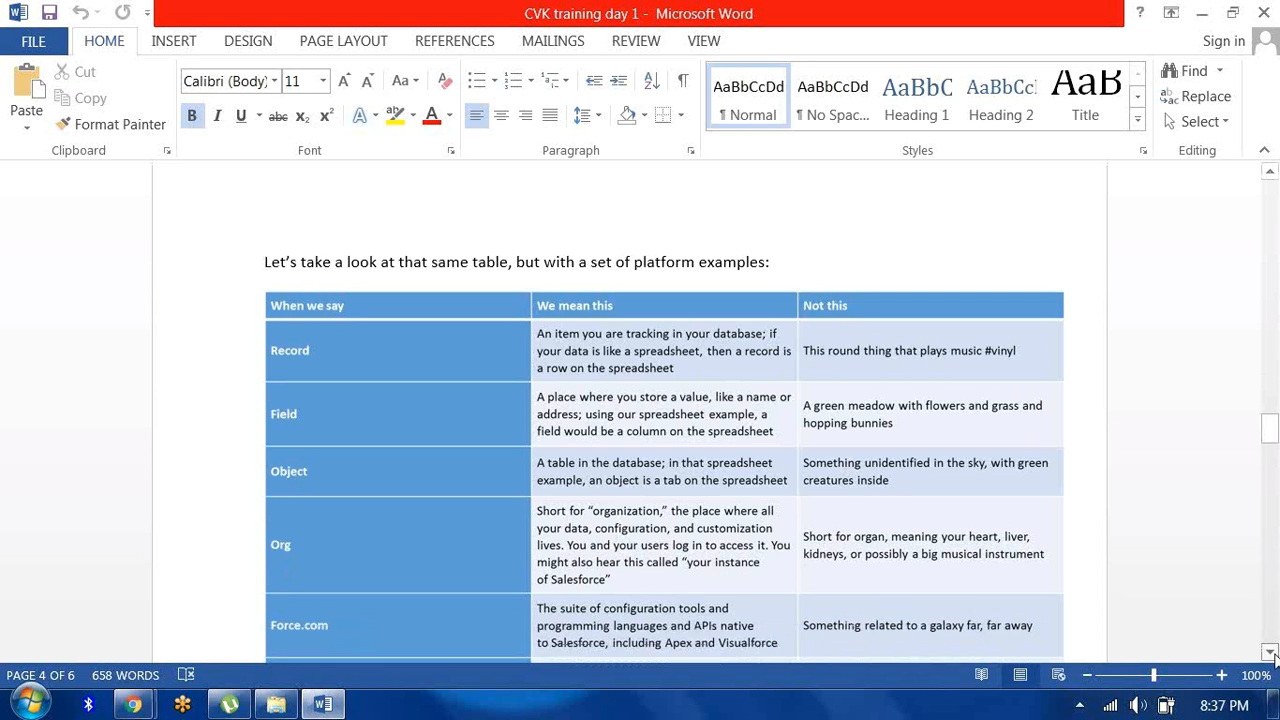 CVK training day 1 - Microsoft Word
?
FILE
HOME
INSERT
DESIGN
PAGE LAYOUT
REFERENCES
MAILINGS
REVIEW
VIEW
Sign in
Paste
Cut
Copy
Format Painter
Clipboard
Calibri (Body)
11
Aa
B I U abc x₂ x²
A
A
Font
Paragraph
AaBbCcDd
¶ Normal
AaBbCcDd
¶ No Spac...
AaBbC
Heading 1
AaBbCc
Heading 2
AaB
Title
Styles
Find
Replace
Select
Editing
Let’s take a look at that same table, but with a set of platform examples:
When we say
We mean this
Not this
Record
An item you are tracking in your database; if
your data is like a spreadsheet, then a record is
a row on the spreadsheet
This round thing that plays music #vinyl
Field
A place where you store a value, like a name or
address; using our spreadsheet example, a
field would be a column on the spreadsheet
A green meadow with flowers and grass and
hopping bunnies
Object
A table in the database; in that spreadsheet
example, an object is a tab on the spreadsheet
Something unidentified in the sky, with green
creatures inside
Org
Short for “organization,” the place where all
your data, configuration, and customization
lives. You and your users log in to access it. You
might also hear this called “your instance
of Salesforce”
Short for organ, meaning your heart, liver,
kidneys, or possibly a big musical instrument
Force.com
The suite of configuration tools and
programming languages and APIs native
to Salesforce, including Apex and Visualforce
Something related to a galaxy far, far away
PAGE 4 OF 6
658 WORDS
100%
8:37 PM